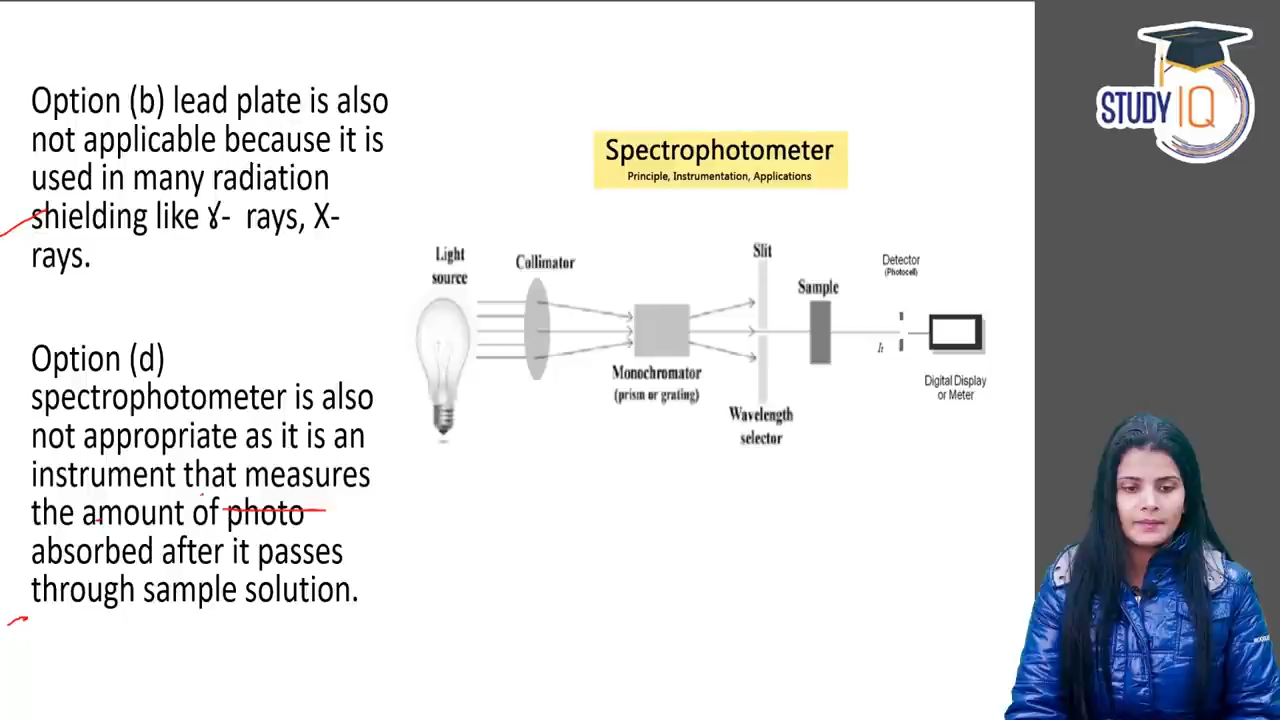 Option (b) lead plate is also
not applicable because it is
used in many radiation
shielding like ɤ- rays, X-
rays.
Option (d)
spectrophotometer is also
not appropriate as it is an
instrument that measures
the amount of photo
absorbed after it passes
through sample solution.
Spectrophotometer
Principle, Instrumentation, Applications
Light
source
Collimator
Monochromator
(prism or grating)
Slit
Wavelength
selector
Sample
Detector
(Photocell)
Digital Display
or Meter
STUDY IQ